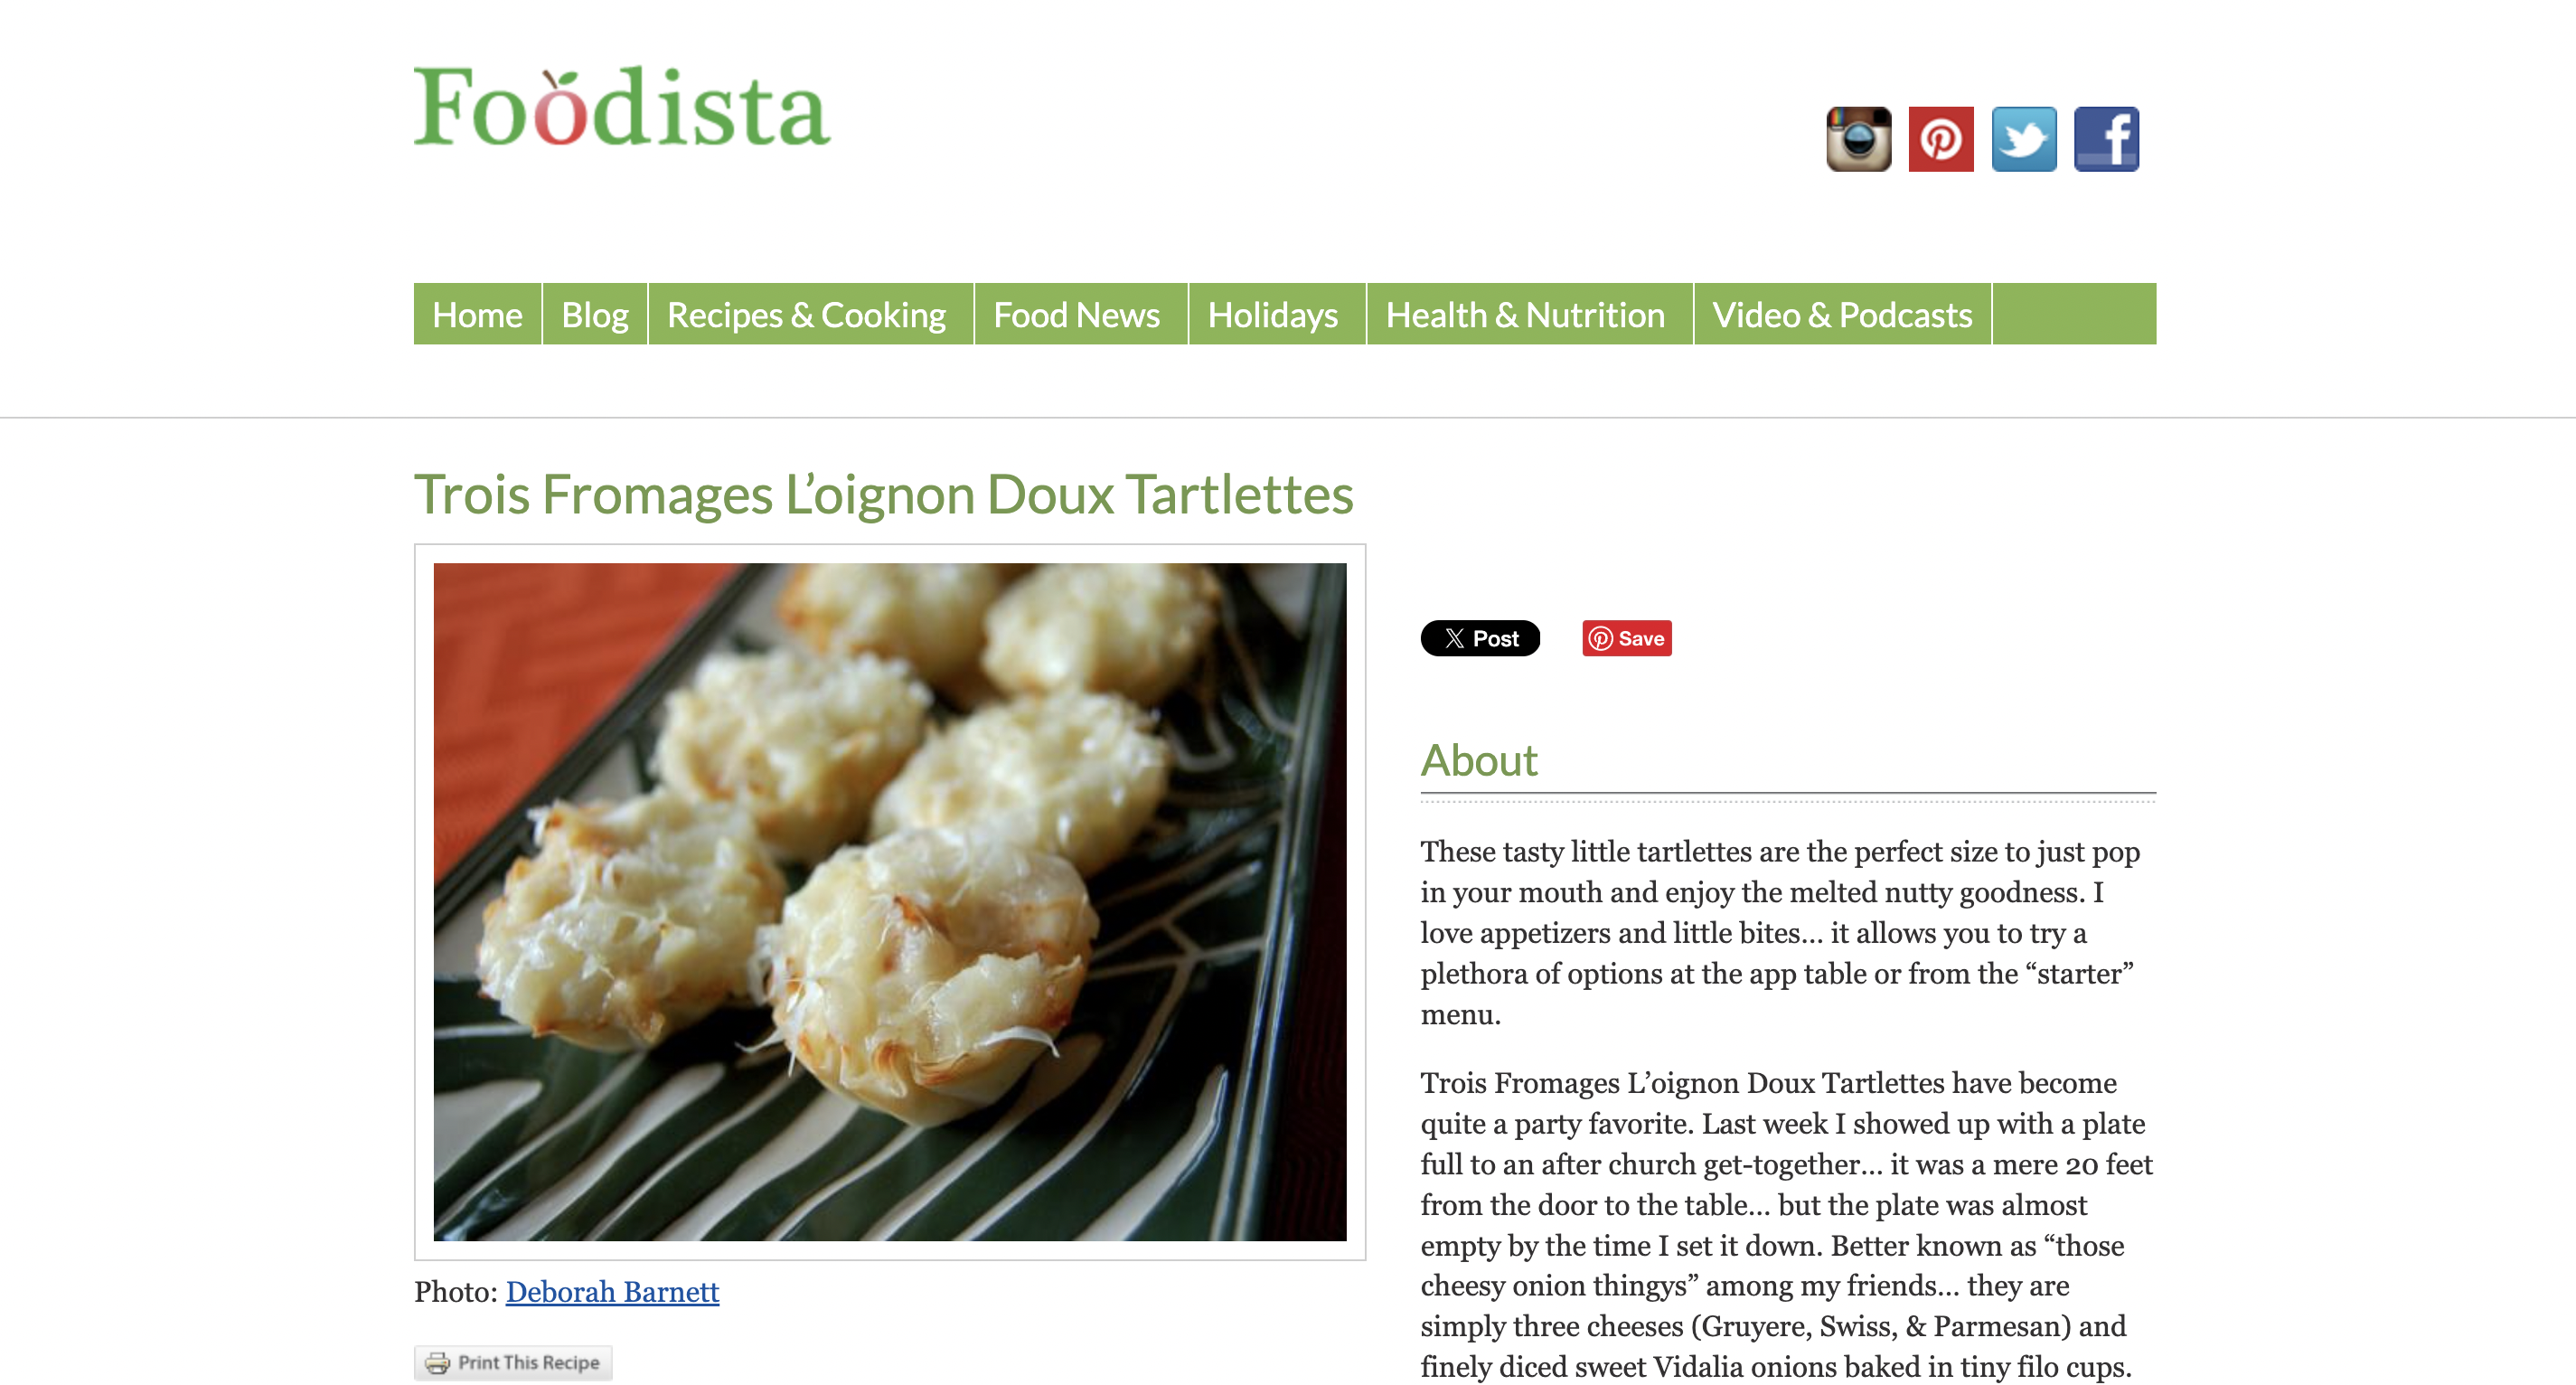 Foodista
Home
Blog
Recipes & Cooking
Food News
Holidays
Health & Nutrition
Video & Podcasts
Trois Fromages L’oignon Doux Tartlettes
Photo: Deborah Barnett
Print This Recipe
Post
Save
About
These tasty little tartlettes are the perfect size to just pop
in your mouth and enjoy the melted nutty goodness. I
love appetizers and little bites... it allows you to try a
plethora of options at the app table or from the “starter”
menu.
Trois Fromages L’oignon Doux Tartlettes have become
quite a party favorite. Last week I showed up with a plate
full to an after church get-together... it was a mere 20 feet
from the door to the table... but the plate was almost
empty by the time I set it down. Better known as “those
cheesy onion thingys” among my friends... they are
simply three cheeses (Gruyere, Swiss, & Parmesan) and
finely diced sweet Vidalia onions baked in tiny filo cups.